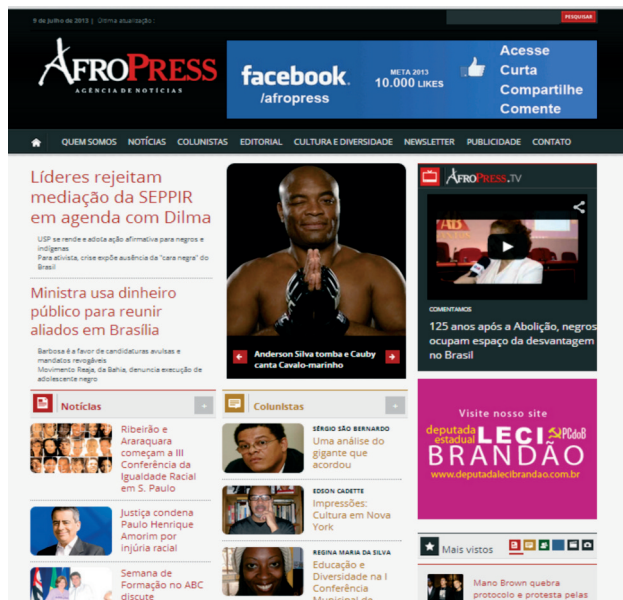 9 de Julho de 2013 | Última atualização :
PESQUISAR
AFROPRESS
AGÊNCIA DE NOTÍCIAS
facebook.
/afropress
META 2013
10.000 LIKES
Acesse
Curta
Compartilhe
Comente
QUEM SOMOS NOTÍCIAS COLUNISTAS EDITORIAL CULTURA E DIVERSIDADE NEWSLETTER PUBLICIDADE CONTATO
Líderes rejeitam
mediação da SEPPIR
em agenda com Dilma
USP se rende e adota ação afirmativa para negros e
indígenas
Para ativista, crise expõe ausência da "cara negra" do
Brasil
Ministra usa dinheiro
público para reunir
aliados em Brasília
Barbosa é a favor de candidaturas avulsas e
mandatos revogáveis
Movimento Reaja, da Bahia, denuncia execução de
adolescente negro
Anderson Silva tomba e Cauby
canta Cavalo-marinho
AFROPRESS.TV
COMENTAMOS
125 anos após a Abolição, negros
ocupam espaço da desvantagem
no Brasil
Visite nosso site
deputada
estadual
LECI
PCdoB
BRANDÃO
www.deputadalecibrandao.com.br
Notícias
+
Ribeirão e
Araraquara
começam a III
Conferência da
Igualdade Racial
em S. Paulo
Justiça condena
Paulo Henrique
Amorim por
injúria racial
Semana de
Formação no ABC
discute
Colunistas
+
SÉRGIO SÃO BERNARDO
Uma análise do
gigante que
acordou
EDSON CADETTE
Impressões:
Cultura em Nova
York
REGINA MARIA DA SILVA
Educação e
Diversidade na I
Conferência
Municipal de
Mais vistos
Mano Brown quebra
protocolo e protesta pelas